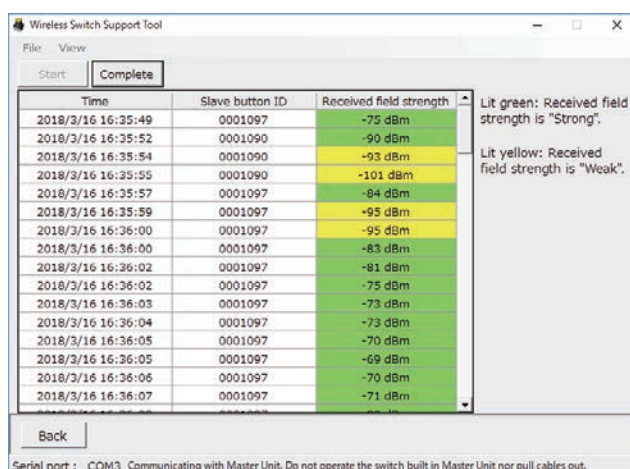 Wireless Switch Support Tool
File View
Start Complete
Time Slave button ID Received field strength
2018/3/16 16:35:49 0001097 -75 dBm
2018/3/16 16:35:52 0001090 -90 dBm
2018/3/16 16:35:54 0001090 -93 dBm
2018/3/16 16:35:55 0001090 -101 dBm
2018/3/16 16:35:57 0001097 -84 dBm
2018/3/16 16:35:59 0001097 -95 dBm
2018/3/16 16:36:00 0001097 -95 dBm
2018/3/16 16:36:00 0001097 -83 dBm
2018/3/16 16:36:02 0001097 -81 dBm
2018/3/16 16:36:02 0001097 -75 dBm
2018/3/16 16:36:03 0001097 -73 dBm
2018/3/16 16:36:04 0001097 -73 dBm
2018/3/16 16:36:05 0001097 -70 dBm
2018/3/16 16:36:05 0001097 -69 dBm
2018/3/16 16:36:06 0001097 -70 dBm
2018/3/16 16:36:07 0001097 -71 dBm
Lit green: Received field
strength is "Strong".
Lit yellow: Received
field strength is "Weak".
Back
Serial port : COM3 Communicating with Master Unit. Do not operate the switch built in Master Unit nor pull cables out.